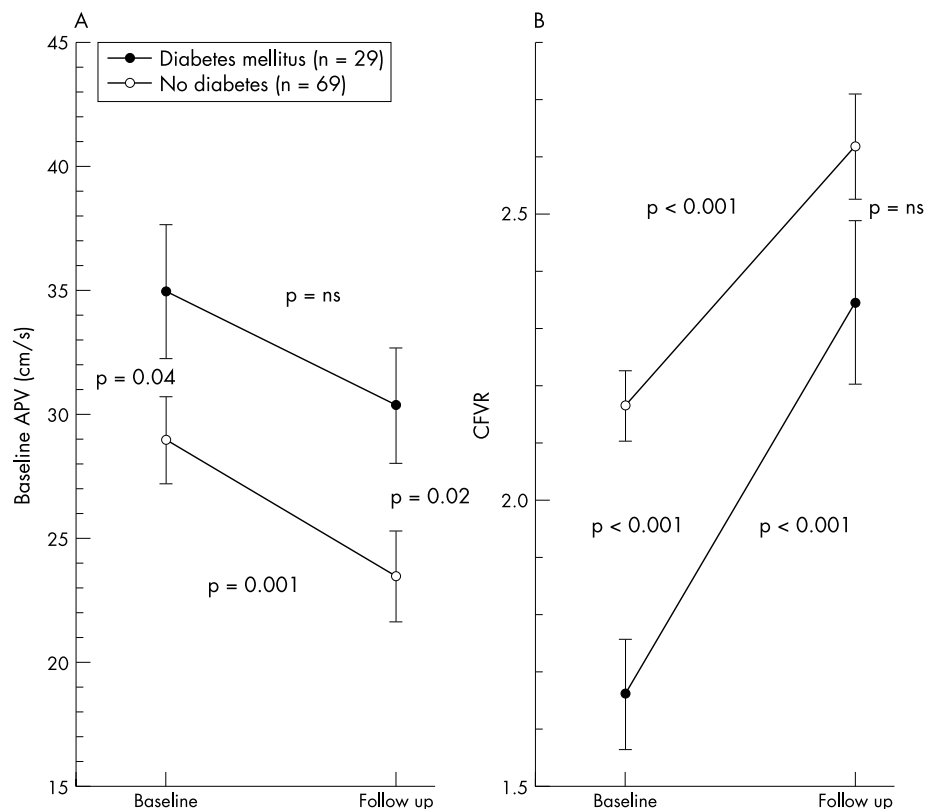 A
45
Diabetes mellitus (n = 29)
No diabetes (n = 69)
40
35
30
25
20
15
Baseline APV (cm/s)
p = ns
p = 0.04
p = 0.02
p = 0.001
Baseline
Follow up
B
2.5
2.0
1.5
CFVR
p < 0.001
p = ns
p < 0.001
p < 0.001
Baseline
Follow up